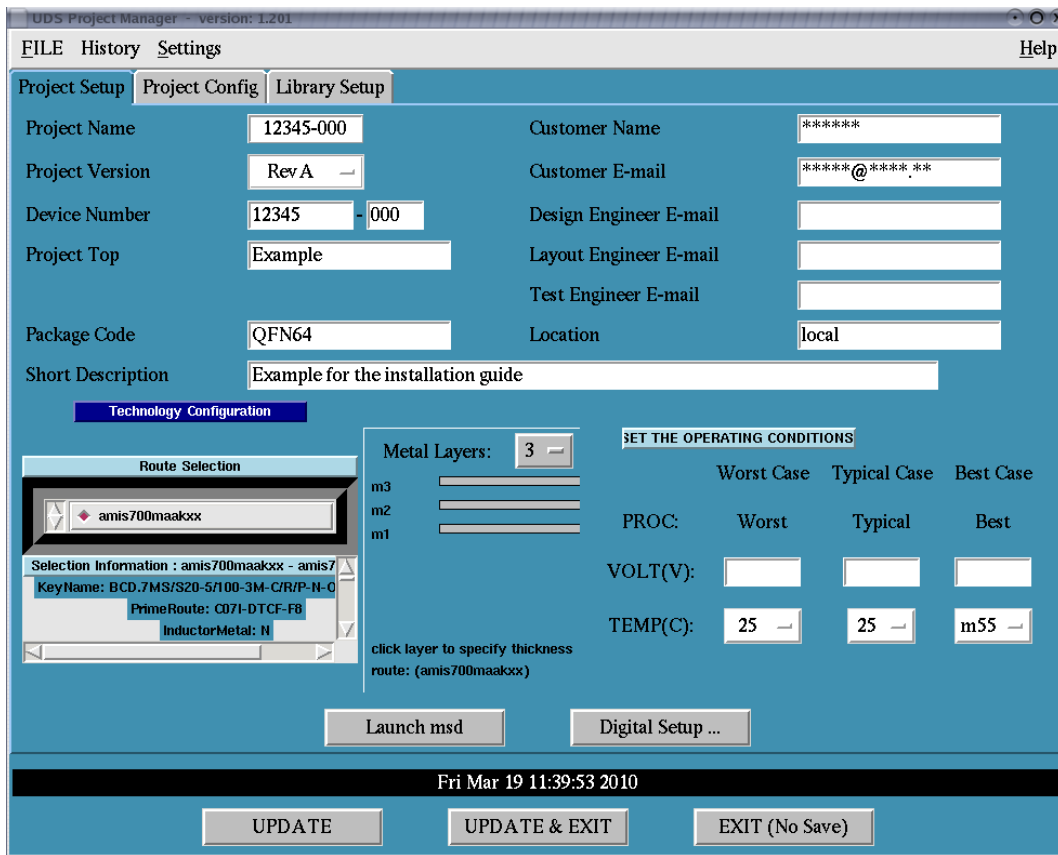 UDS Project Manager - version: 1.201
FILE History Settings Help
Project Setup Project Config Library Setup
Project Name 12345-000 Customer Name ******
Project Version Rev A Customer E-mail *****@****.**
Device Number 12345 - 000 Design Engineer E-mail
Project Top Example Layout Engineer E-mail
Test Engineer E-mail
Package Code QFN64 Location local
Short Description Example for the installation guide
Technology Configuration
Route Selection
amis700maakxx
Selection Information : amis700maakxx - amis7
KeyName: BCD.7MS/S20-5/100-3M-C/R/P-N-O
PrimeRoute: C07I-DTCF-F8
InductorMetal: N
Metal Layers: 3
m3
m2
m1
click layer to specify thickness
route: (amis700maakxx)
SET THE OPERATING CONDITIONS
Worst Case Typical Case Best Case
PROC: Worst Typical Best
VOLT(V):
TEMP(C): 25 25 m55
Launch msd Digital Setup ...
Fri Mar 19 11:39:53 2010
UPDATE UPDATE & EXIT EXIT (No Save)